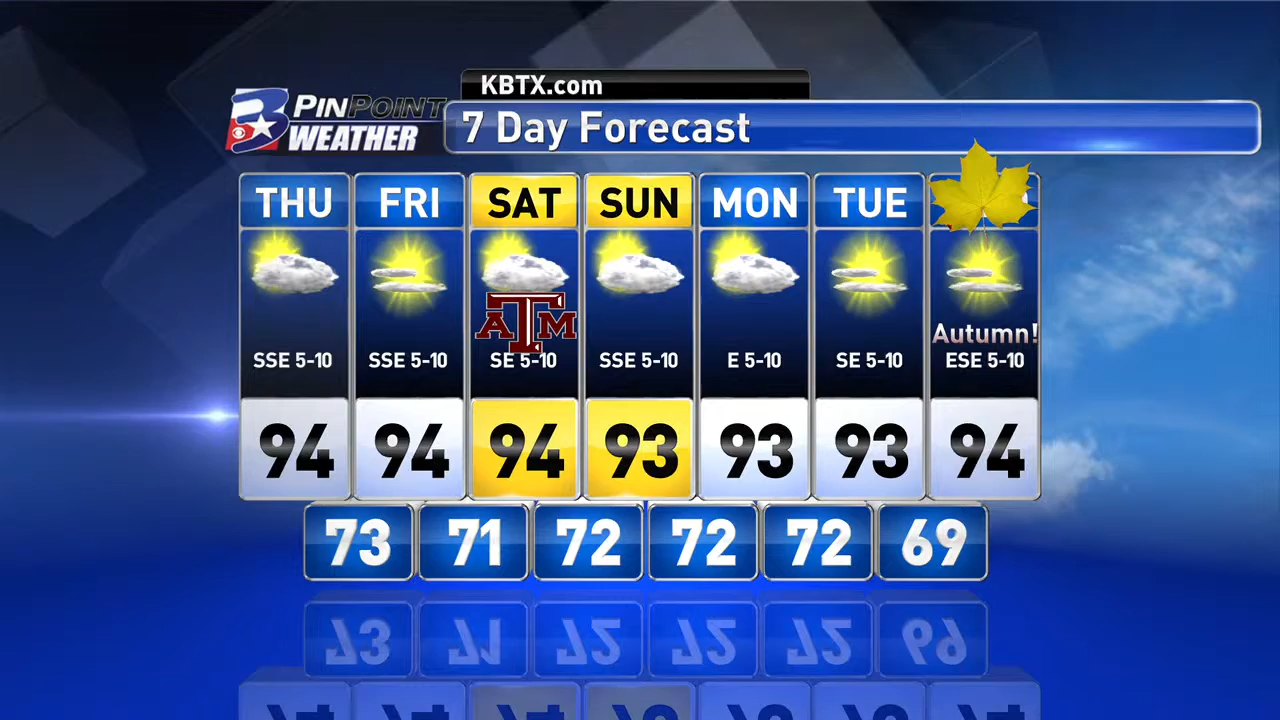 KBTX.com
3 PINPOINT
WEATHER
7 Day Forecast
THU FRI SAT SUN MON TUE
ATM
Autumn!
SSE 5-10 SSE 5-10 SE 5-10 SSE 5-10 E 5-10 SE 5-10 ESE 5-10
94 94 94 93 93 93 94
73 71 72 72 72 69